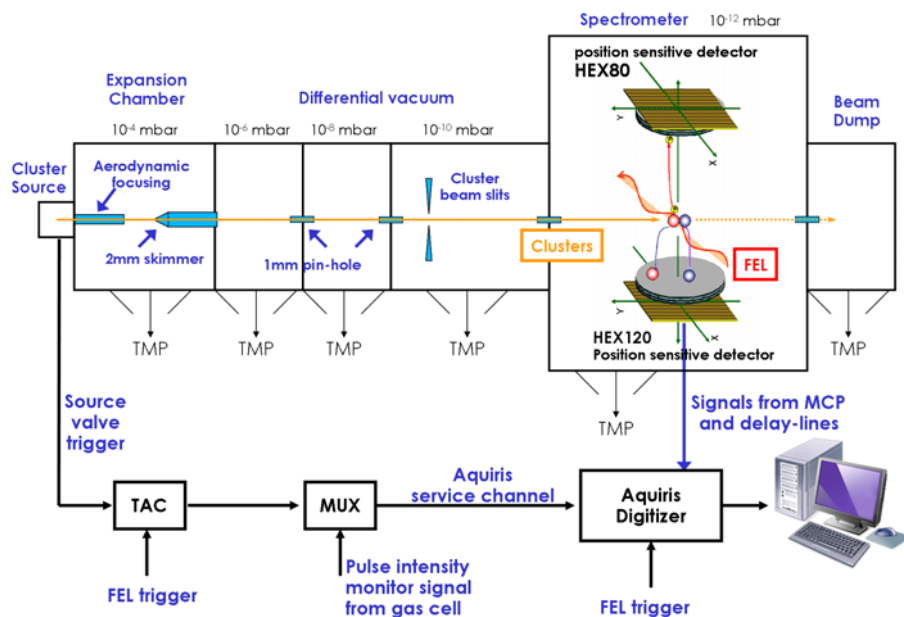 Spectrometer 10⁻¹² mbar
position sensitive detector
HEX80
Expansion
Chamber
Differential vacuum
Beam
Dump
10⁻⁴ mbar
10⁻⁶ mbar
10⁻⁸ mbar
10⁻¹⁰ mbar
Cluster
Source
Aerodynamic
focusing
2mm skimmer
1mm pin-hole
Cluster
beam slits
Clusters
Y
X
FEL
Y
X
HEX120
Position sensitive detector
TMP
TMP
TMP
TMP
TMP
TMP
Source
valve
trigger
Signals from MCP
and delay-lines
TAC
MUX
Aquiris
service channel
Aquiris
Digitizer
FEL trigger
Pulse intensity
monitor signal
from gas cell
FEL trigger